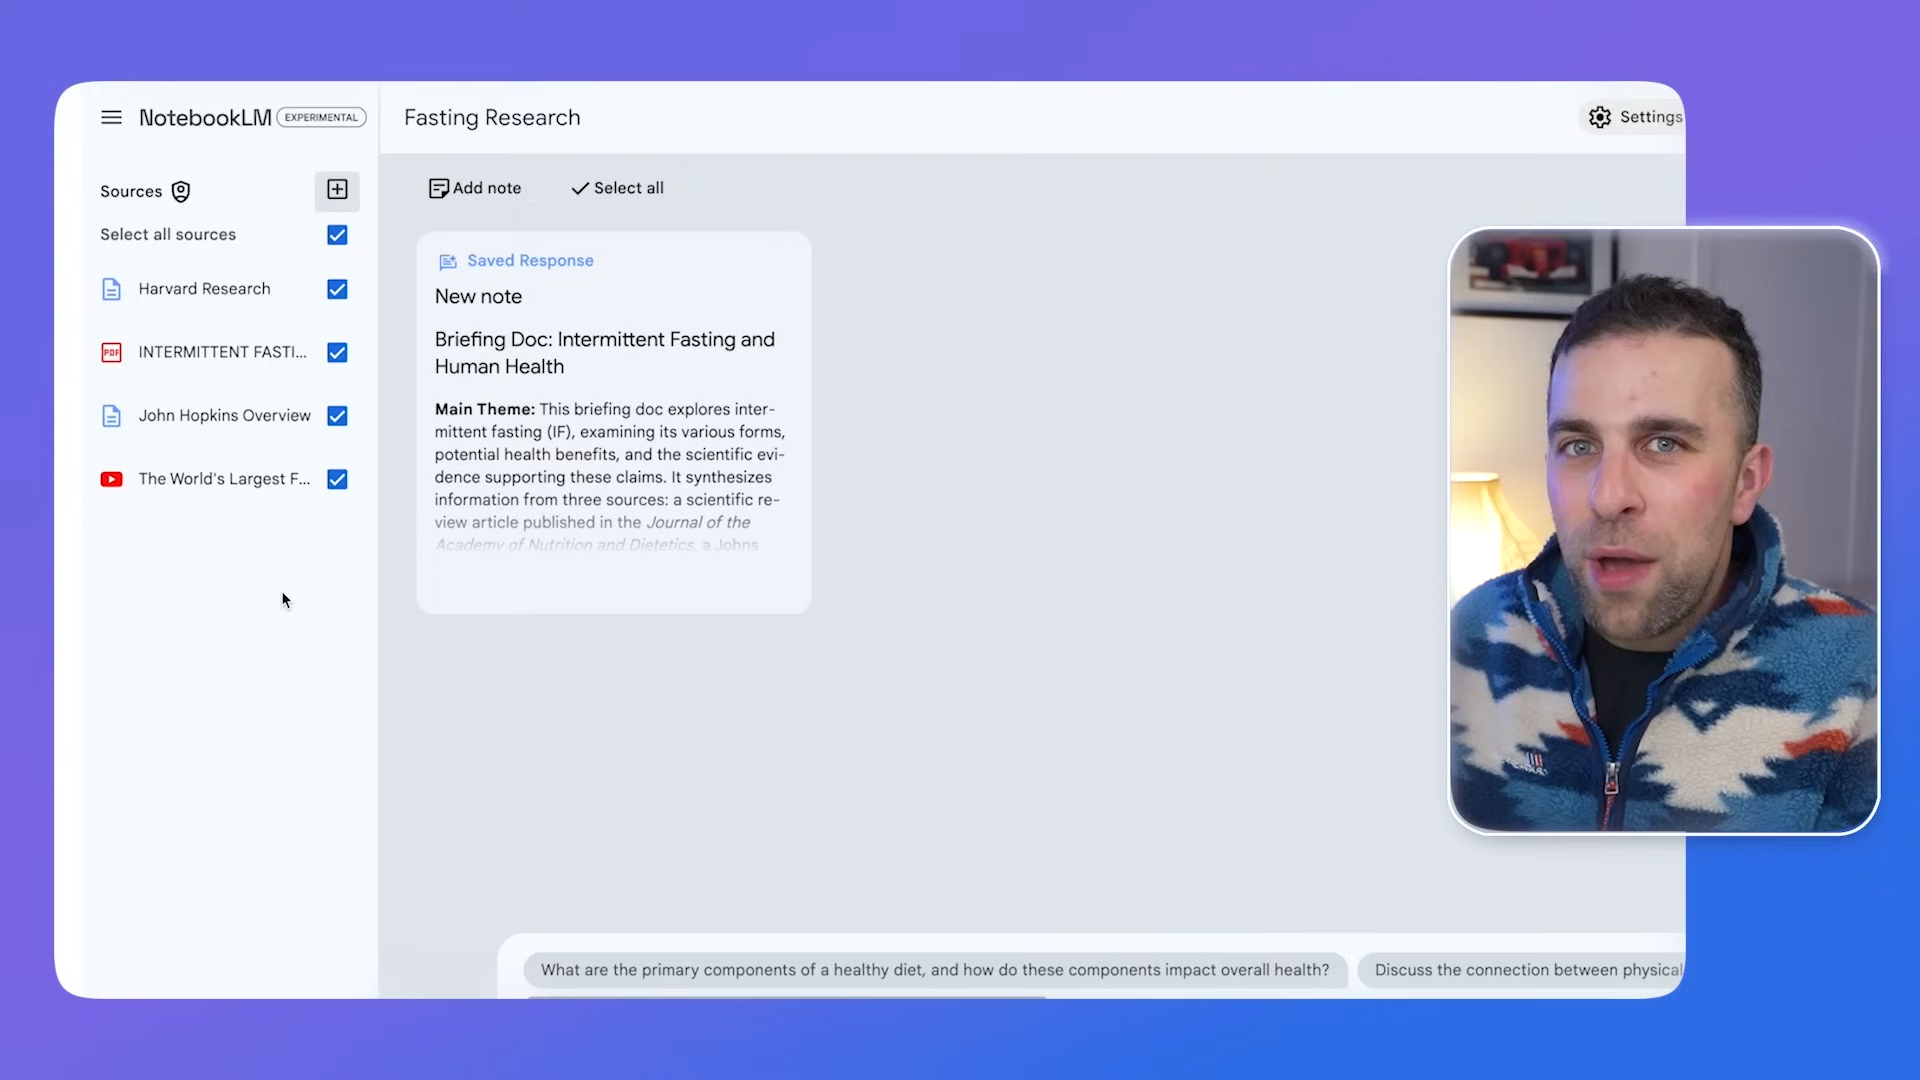 NotebookLM EXPERIMENTAL
Fasting Research
Settings
Sources
Select all sources
Harvard Research
PDF INTERMITTENT FASTI...
John Hopkins Overview
The World's Largest F...
Add note
Select all
Saved Response
New note
Briefing Doc: Intermittent Fasting and
Human Health
Main Theme: This briefing doc explores inter-
mittent fasting (IF), examining its various forms,
potential health benefits, and the scientific evi-
dence supporting these claims. It synthesizes
information from three sources: a scientific re-
view article published in the Journal of the
Academy of Nutrition and Dietetics, a Johns
What are the primary components of a healthy diet, and how do these components impact overall health?
Discuss the connection between physical